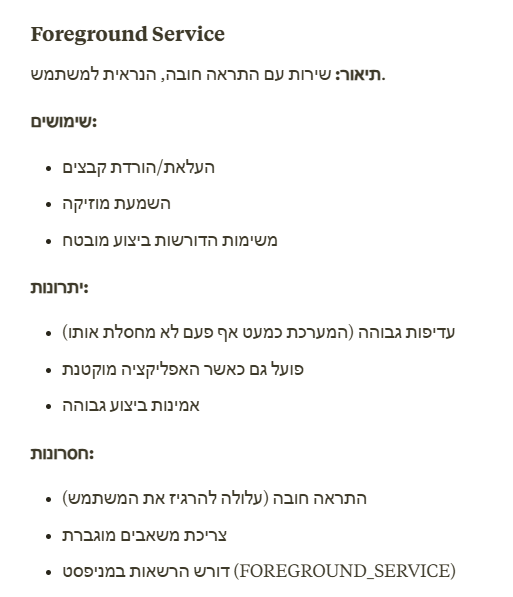 Foreground Service
תיאור: שירות עם התראה חובה, הנראית למשתמש.
שימושים:
העלאת/הורדת קבצים
השמעת מוזיקה
משימות הדורשות ביצוע מובטח
יתרונות:
עדיפות גבוהה (המערכת כמעט אף פעם לא מחסלת אותו)
פועל גם כאשר האפליקציה מוקטנת
אמינות ביצוע גבוהה
חסרונות:
התראה חובה (עלולה להרגיז את המשתמש)
צריכת משאבים מוגברת
דורש הרשאות במניפסט (FOREGROUND_SERVICE)